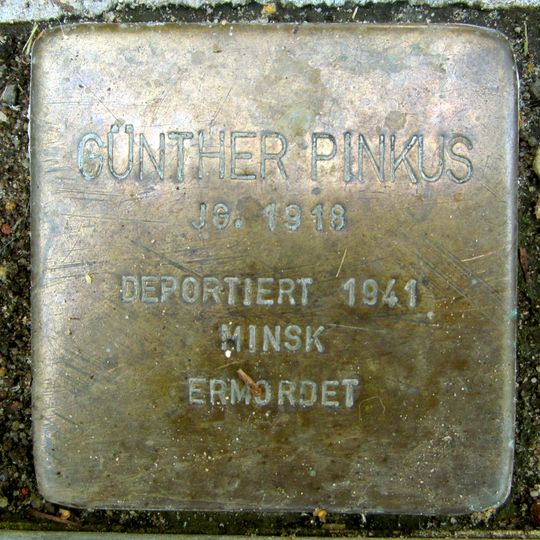 GÜNTHER PINKUS
JG. 1918
DEPORTIERT 1941
MINSK
ERMORDET